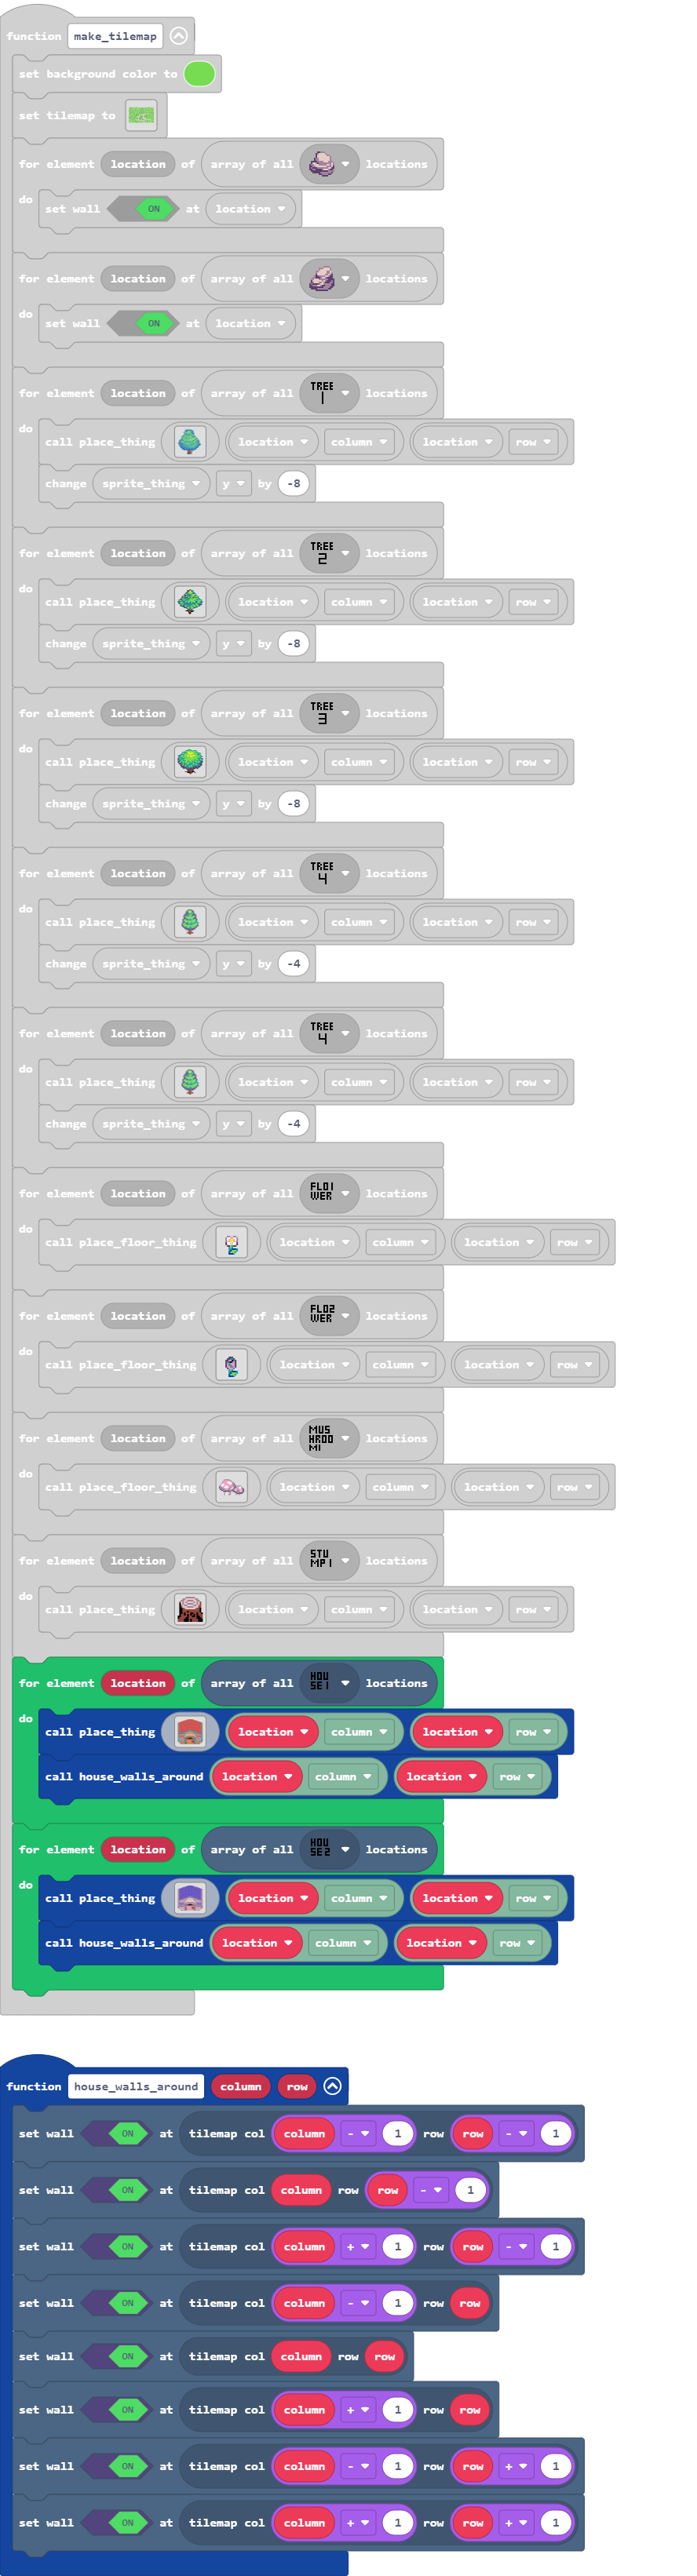 function make_tilemap
set background color to
set tilemap to
for element location of array of all locations
do set wall ON at location
for element location of array of all locations
do set wall ON at location
for element location of array of all TREE 1 locations
do call place_thing location column location row
change sprite_thing y by -8
for element location of array of all TREE 2 locations
do call place_thing location column location row
change sprite_thing y by -8
for element location of array of all TREE 3 locations
do call place_thing location column location row
change sprite_thing y by -8
for element location of array of all TREE 4 locations
do call place_thing location column location row
change sprite_thing y by -4
for element location of array of all TREE 4 locations
do call place_thing location column location row
change sprite_thing y by -4
for element location of array of all FLO1 WER locations
do call place_floor_thing location column location row
for element location of array of all FLO2 WER locations
do call place_floor_thing location column location row
for element location of array of all MUS HROO M1 locations
do call place_floor_thing location column location row
for element location of array of all STU MP1 locations
do call place_thing location column location row
for element location of array of all HOU SE1 locations
do call place_thing location column location row
call house_walls_around location column location row
for element location of array of all HOU SE2 locations
do call place_thing location column location row
call house_walls_around location column location row
function house_walls_around column row
set wall ON at tilemap col column - 1 row row - 1
set wall ON at tilemap col column row row - 1
set wall ON at tilemap col column + 1 row row - 1
set wall ON at tilemap col column - 1 row row
set wall ON at tilemap col column row row
set wall ON at tilemap col column + 1 row row
set wall ON at tilemap col column - 1 row row + 1
set wall ON at tilemap col column + 1 row row + 1